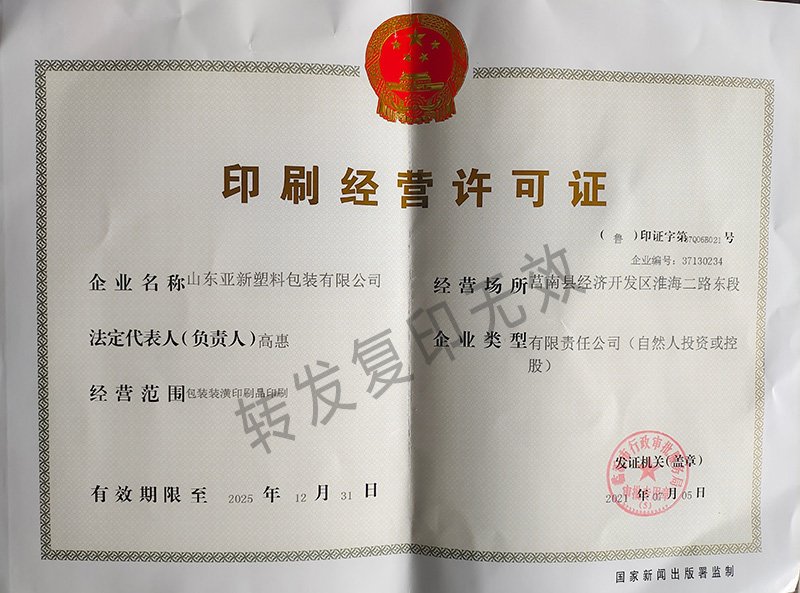 印刷经营许可证
(鲁)印证字第37Q06B021号
企业编号：37130234
企业名称 山东亚新塑料包装有限公司
经营场所 莒南县经济开发区淮海二路东段
法定代表人(负责人) 高惠
企业类型 有限责任公司（自然人投资或控
股）
经营范围 包装装潢印刷品印刷
转发复印无效
发证机关(盖章)
有效期限至 2025 年 12 月 31 日
2021 年 07 月 05 日
(5)
国家新闻出版署监制